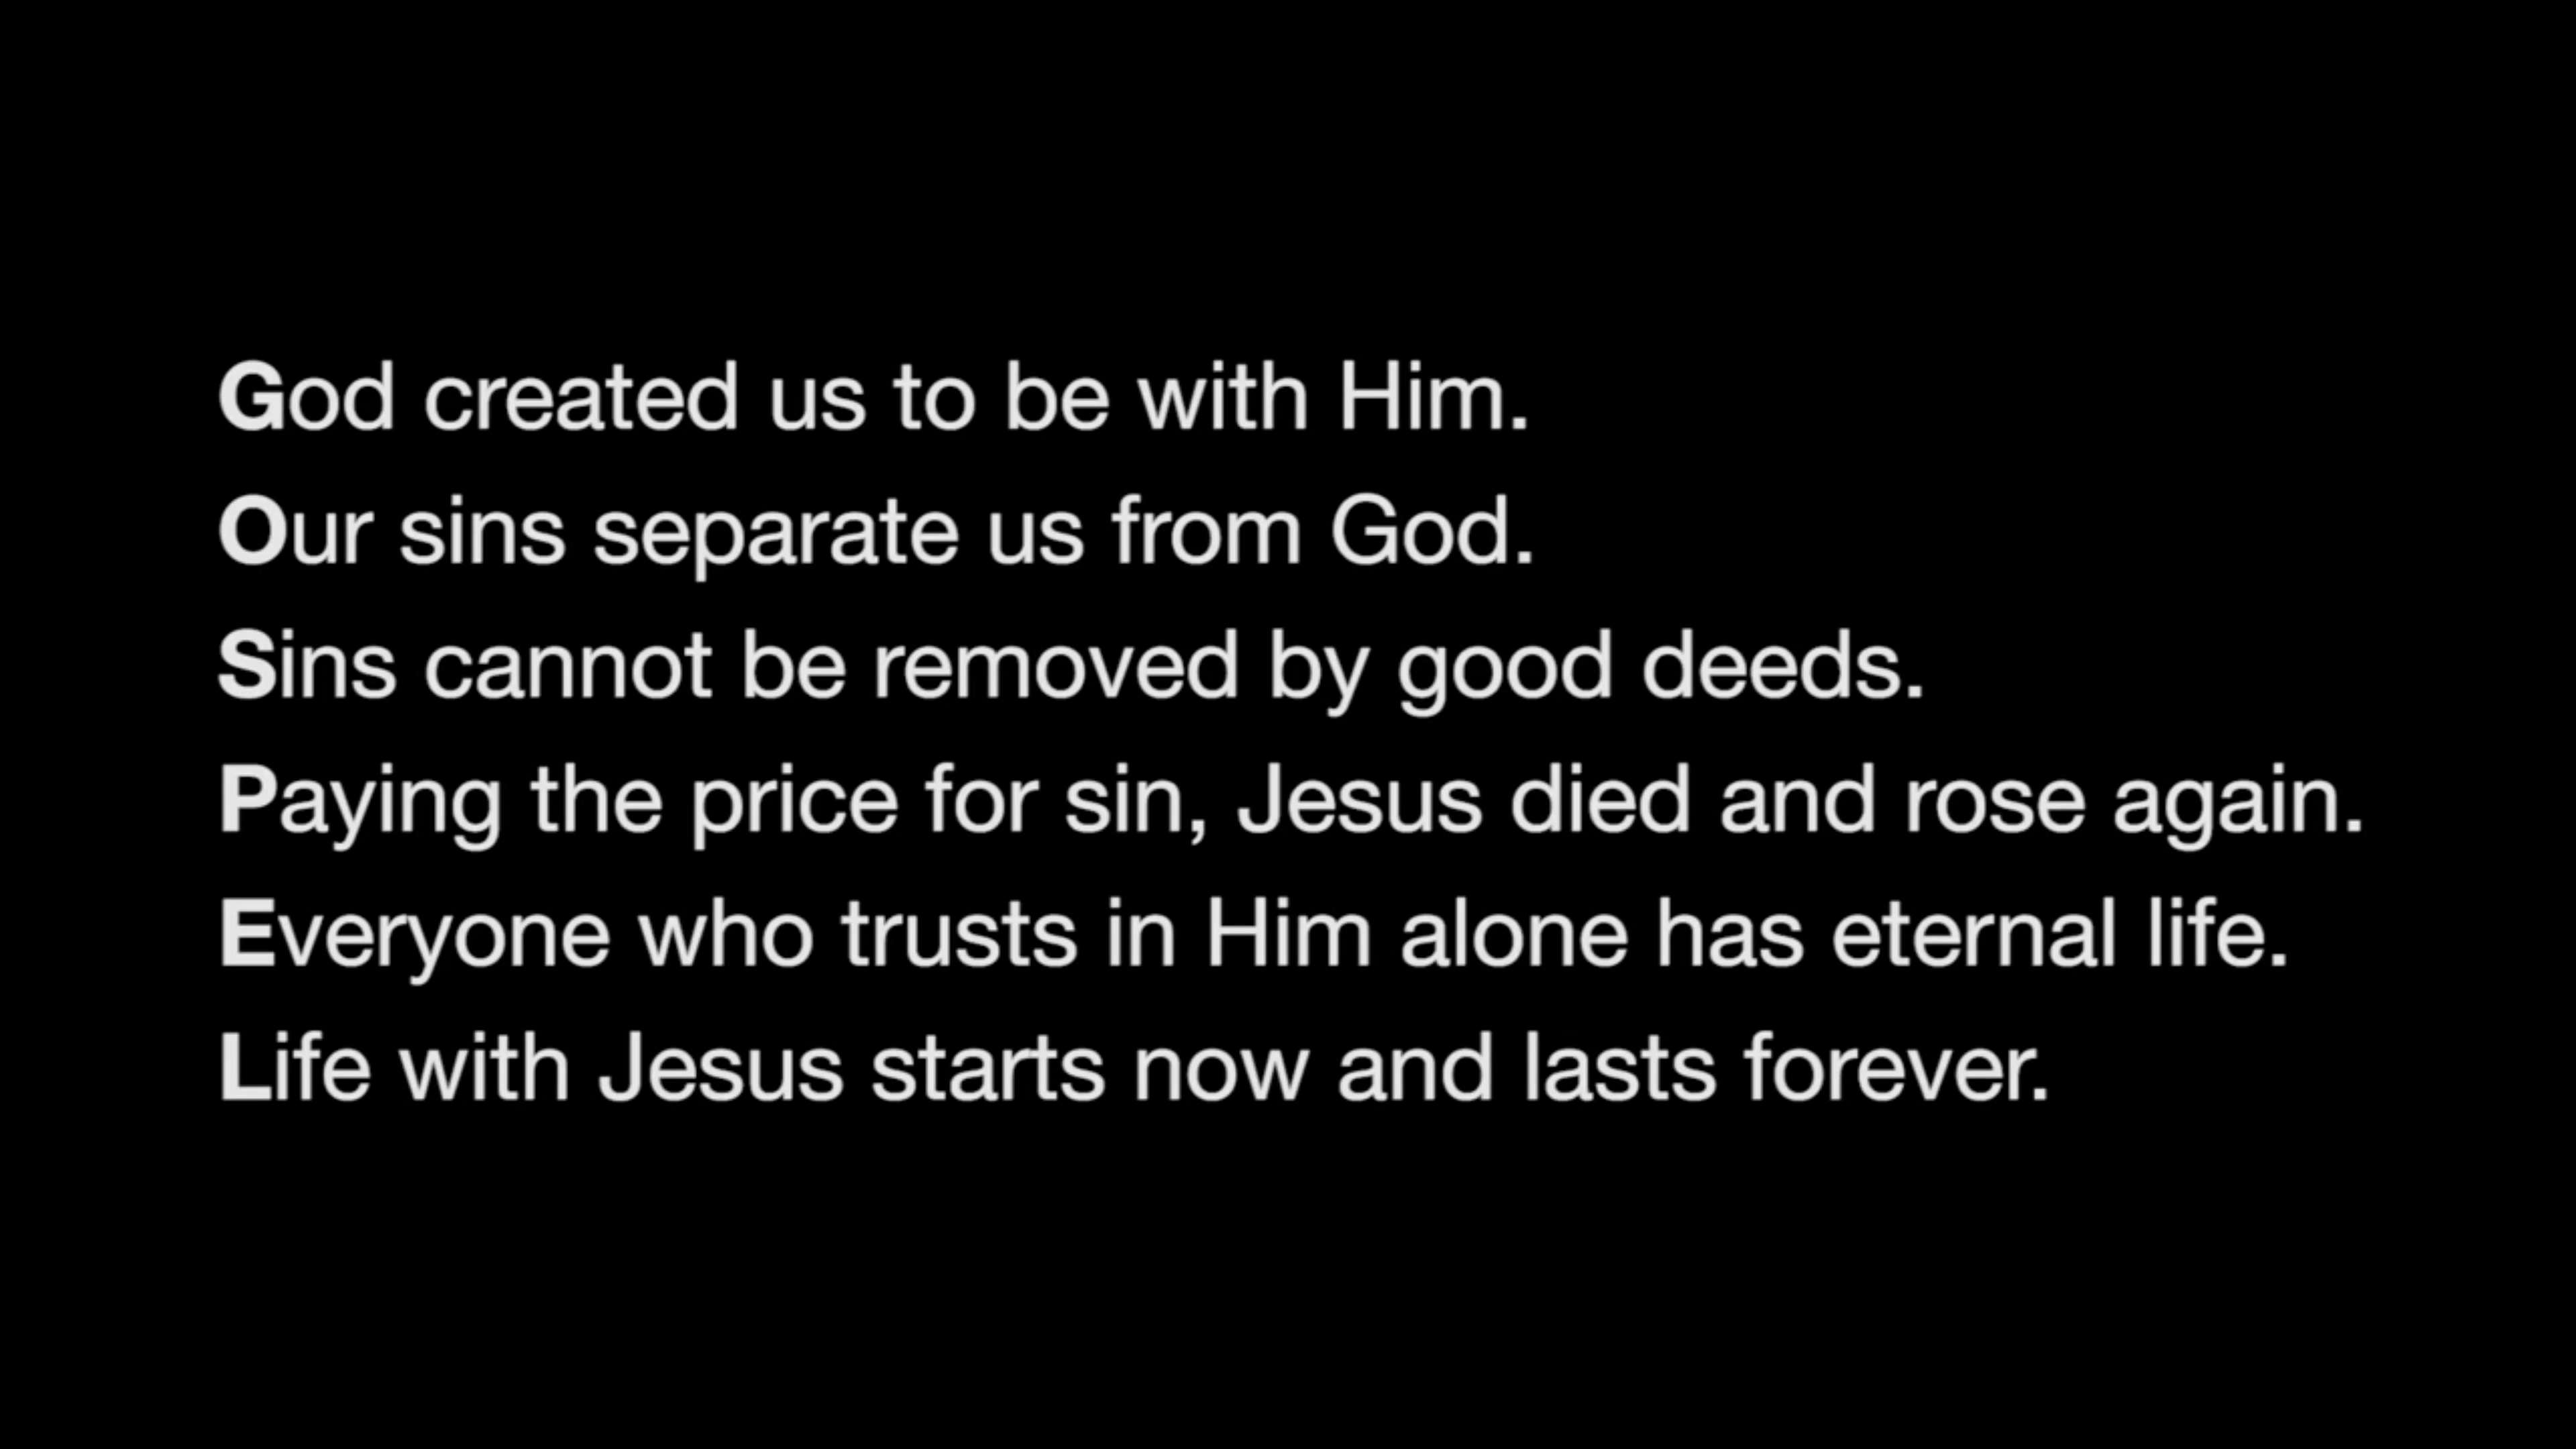 God created us to be with Him.
Our sins separate us from God.
Sins cannot be removed by good deeds.
Paying the price for sin, Jesus died and rose again.
Everyone who trusts in Him alone has eternal life.
Life with Jesus starts now and lasts forever.